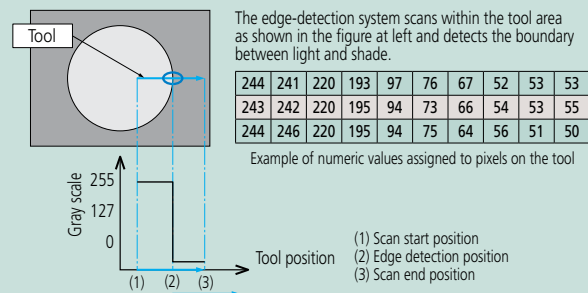 Tool
The edge-detection system scans within the tool area
as shown in the figure at left and detects the boundary
between light and shade.
244 241 220 193 97 76 67 52 53 53
243 242 220 195 94 73 66 54 53 55
244 246 220 195 94 75 64 56 51 50
Example of numeric values assigned to pixels on the tool
Gray scale
255
127
0
Tool position
(1) (2) (3)
(1) Scan start position
(2) Edge detection position
(3) Scan end position